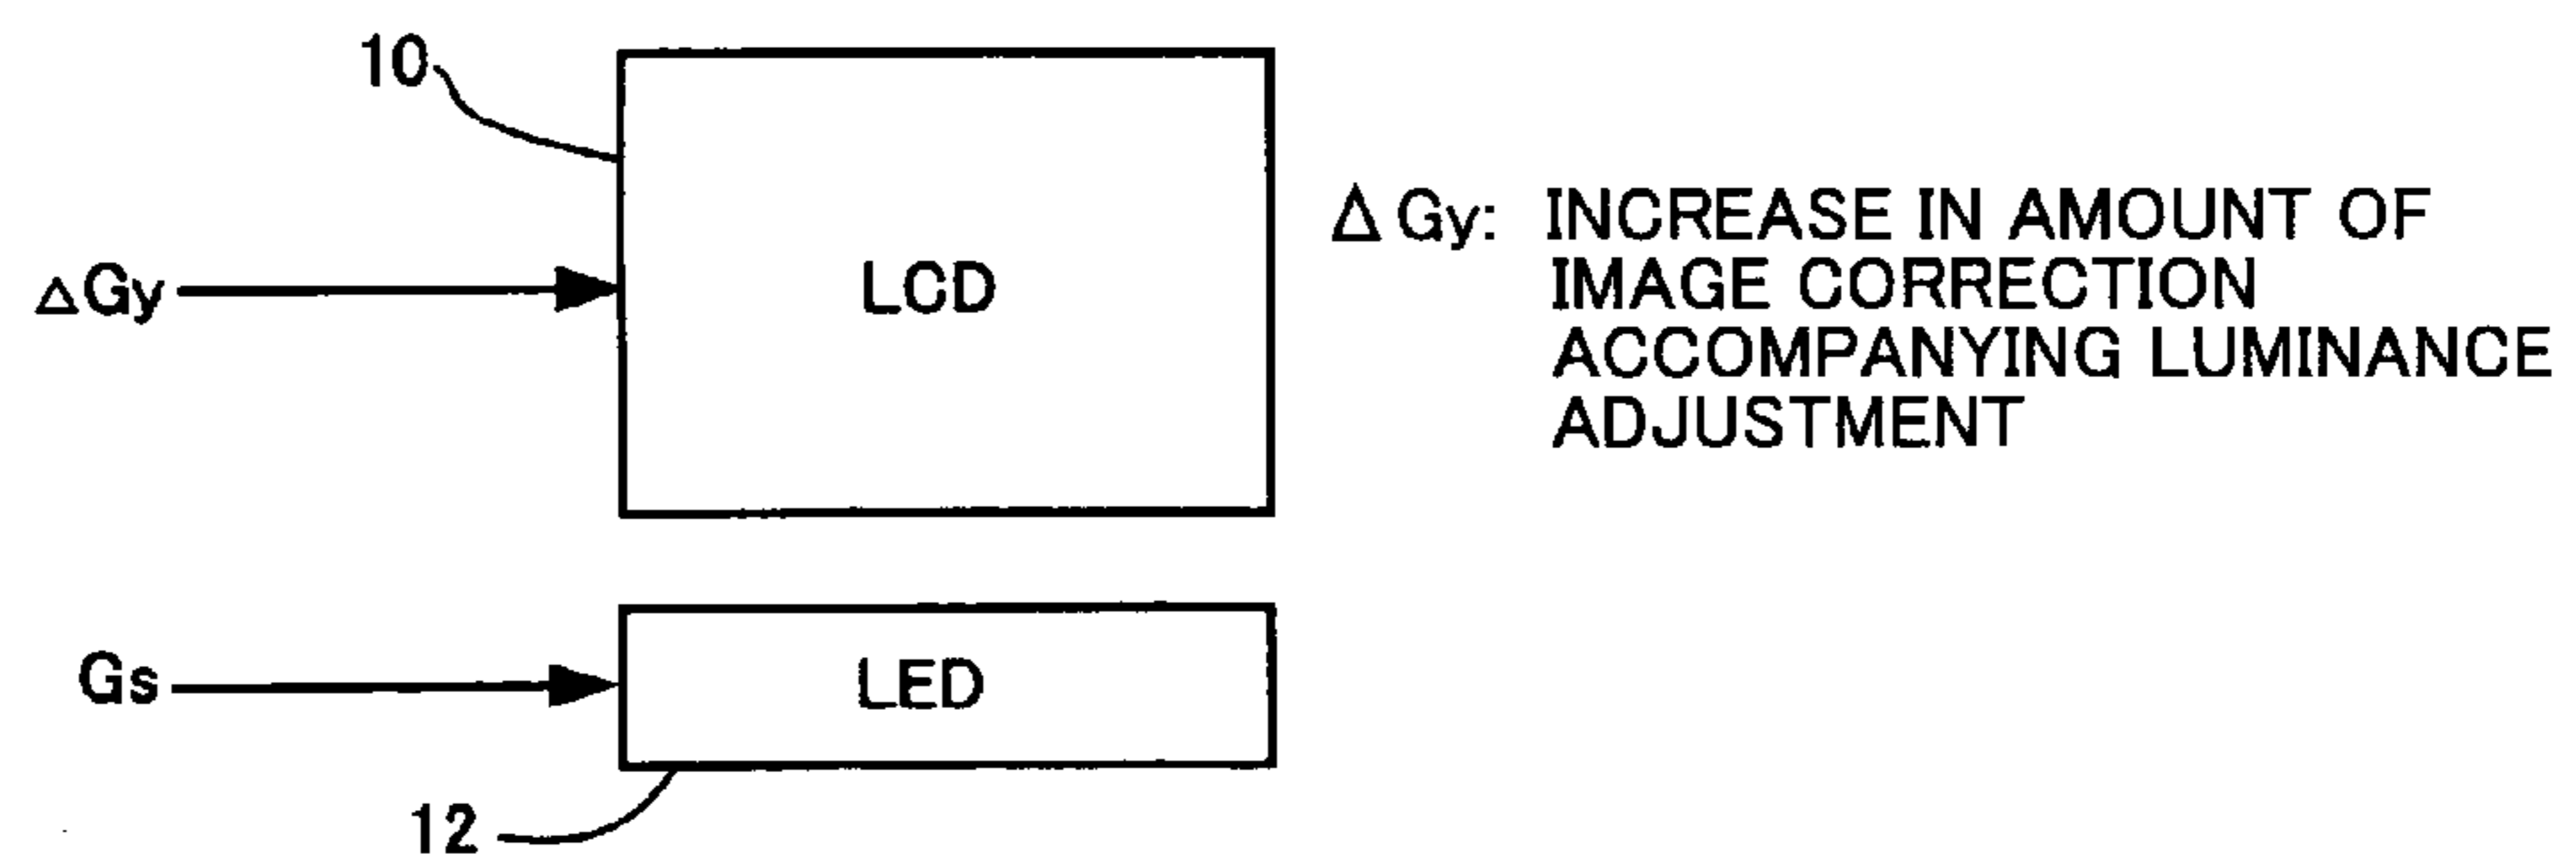 10
LCD
ΔGy
ΔGy: INCREASE IN AMOUNT OF
IMAGE CORRECTION
ACCOMPANYING LUMINANCE
ADJUSTMENT
Gs
LED
12